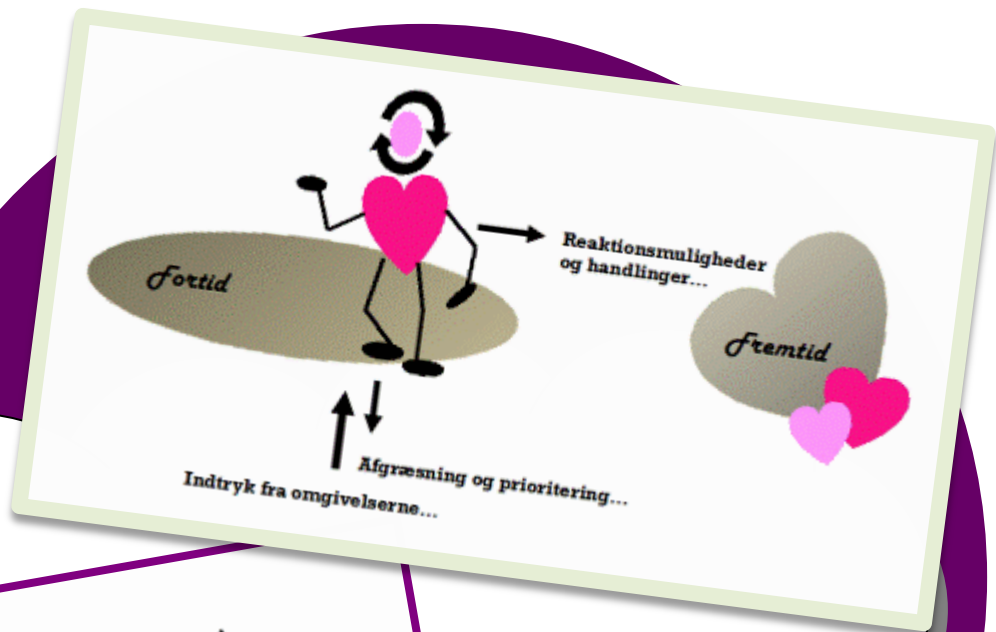 Fortid
Reaktionsmuligheder
og handlinger...
Fremtid
Afgræsning og prioritering...
Indtryk fra omgivelserne...